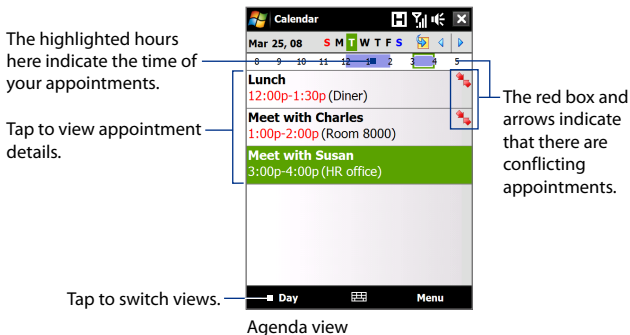 The highlighted hours
here indicate the time of
your appointments.
Tap to view appointment
details.
Tap to switch views.
Calendar
H
Mar 25, 08 S M T W T F S
8 9 10 11 12 1 2 3 4 5
Lunch
12:00p-1:30p (Diner)
Meet with Charles
1:00p-2:00p (Room 8000)
Meet with Susan
3:00p-4:00p (HR office)
Day Menu
The red box and
arrows indicate
that there are
conflicting
appointments.
Agenda view